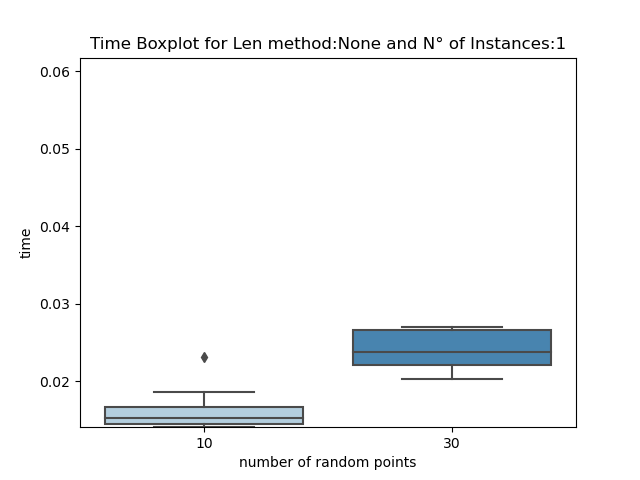 Time Boxplot for Len method:None and N° of Instances:1
0.06
0.05
0.04
0.03
0.02
time
10 30
number of random points